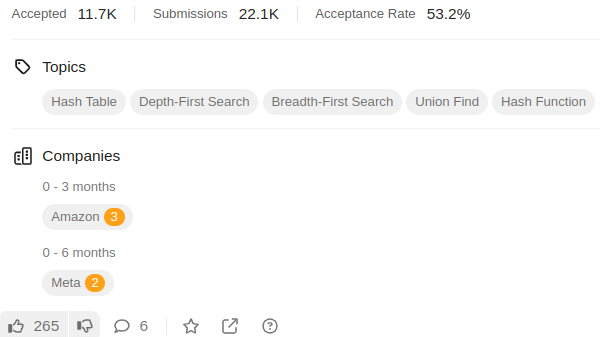 Accepted 11.7K Submissions 22.1K Acceptance Rate 53.2%
Topics
Hash Table Depth-First Search Breadth-First Search Union Find Hash Function
Companies
0 - 3 months
Amazon 3
0 - 6 months
Meta 2
265 6